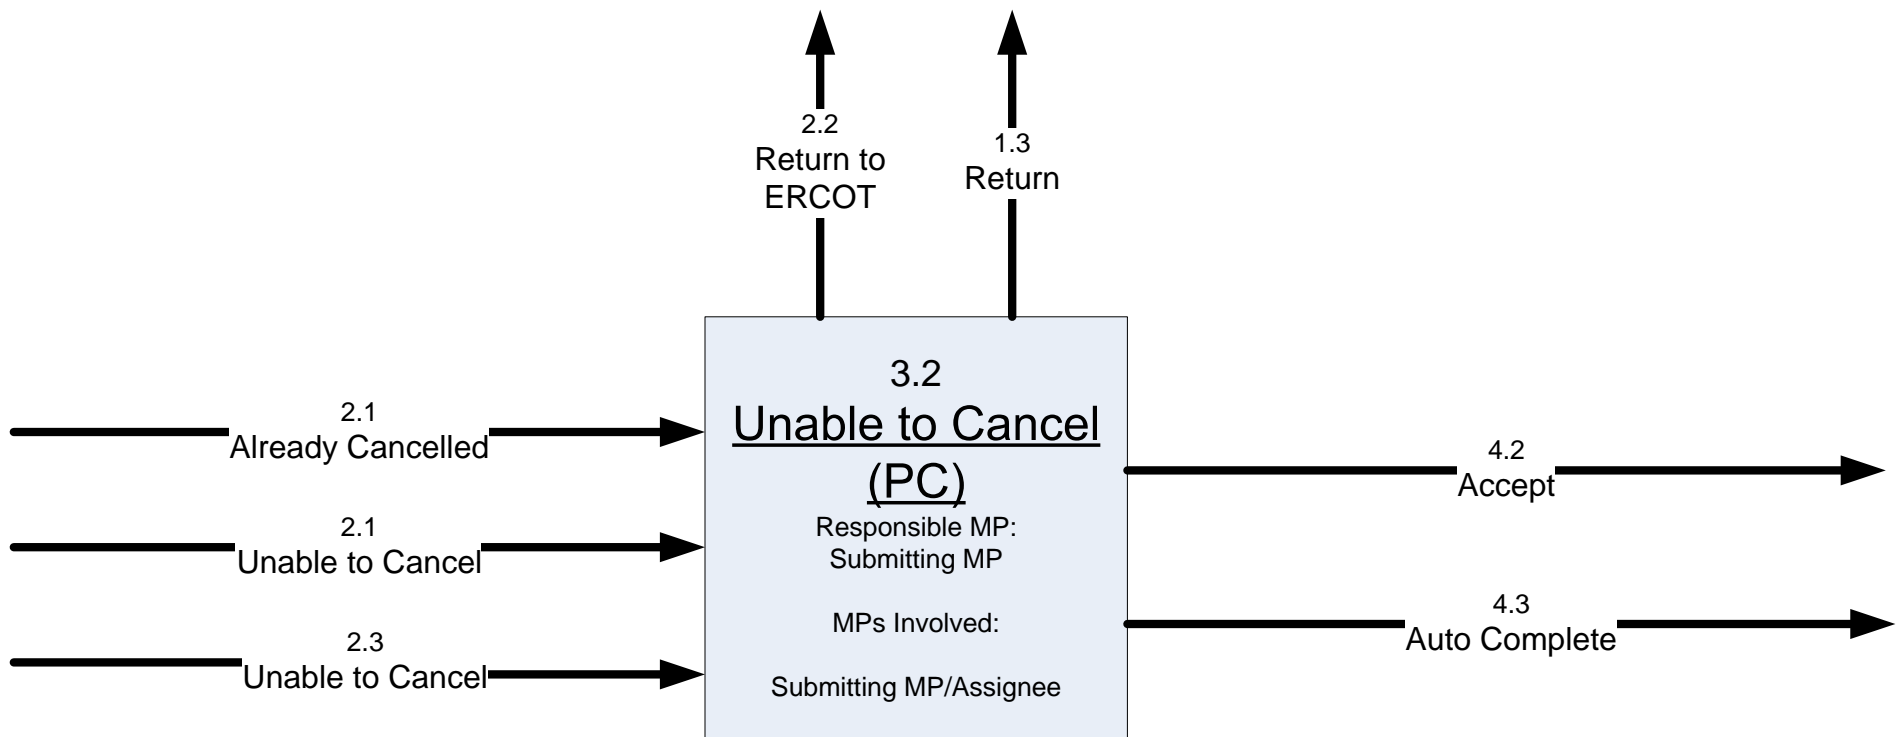 2.2
Return to
ERCOT
1.3
Return
3.2
Unable to Cancel
(PC)
Responsible MP:
Submitting MP
MPs Involved:
Submitting MP/Assignee
2.1
Already Cancelled
2.1
Unable to Cancel
2.3
Unable to Cancel
4.2
Accept
4.3
Auto Complete